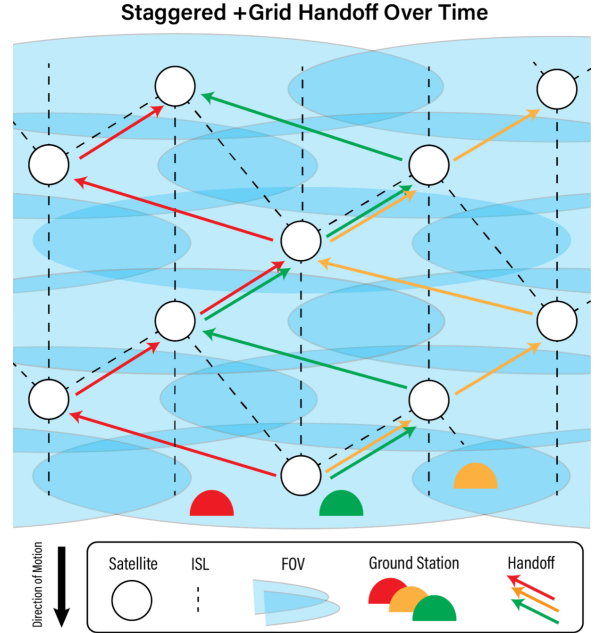 Staggered +Grid Handoff Over Time
Direction of Motion
Satellite
ISL
FOV
Ground Station
Handoff